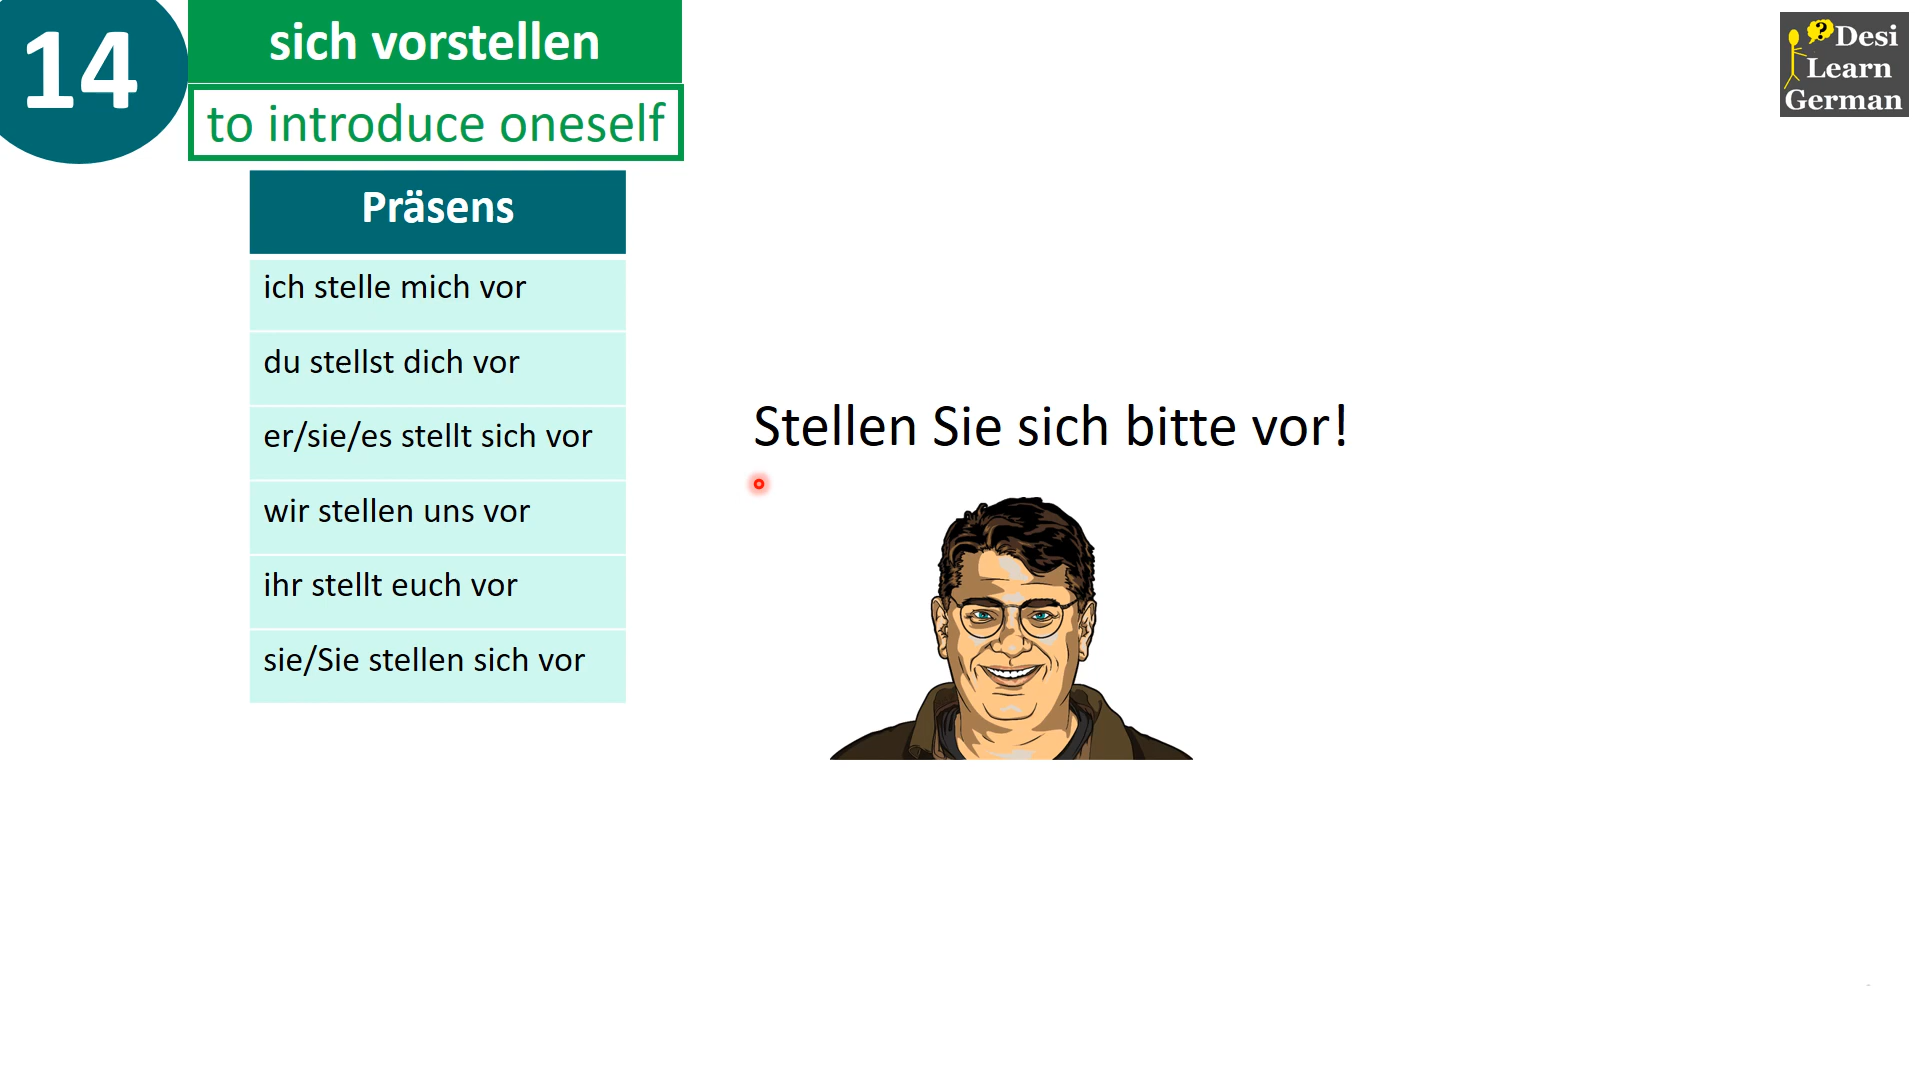 14
sich vorstellen
to introduce oneself
Präsens
ich stelle mich vor
du stellst dich vor
er/sie/es stellt sich vor
wir stellen uns vor
ihr stellt euch vor
sie/Sie stellen sich vor
Stellen Sie sich bitte vor!
?
Desi
Learn
German